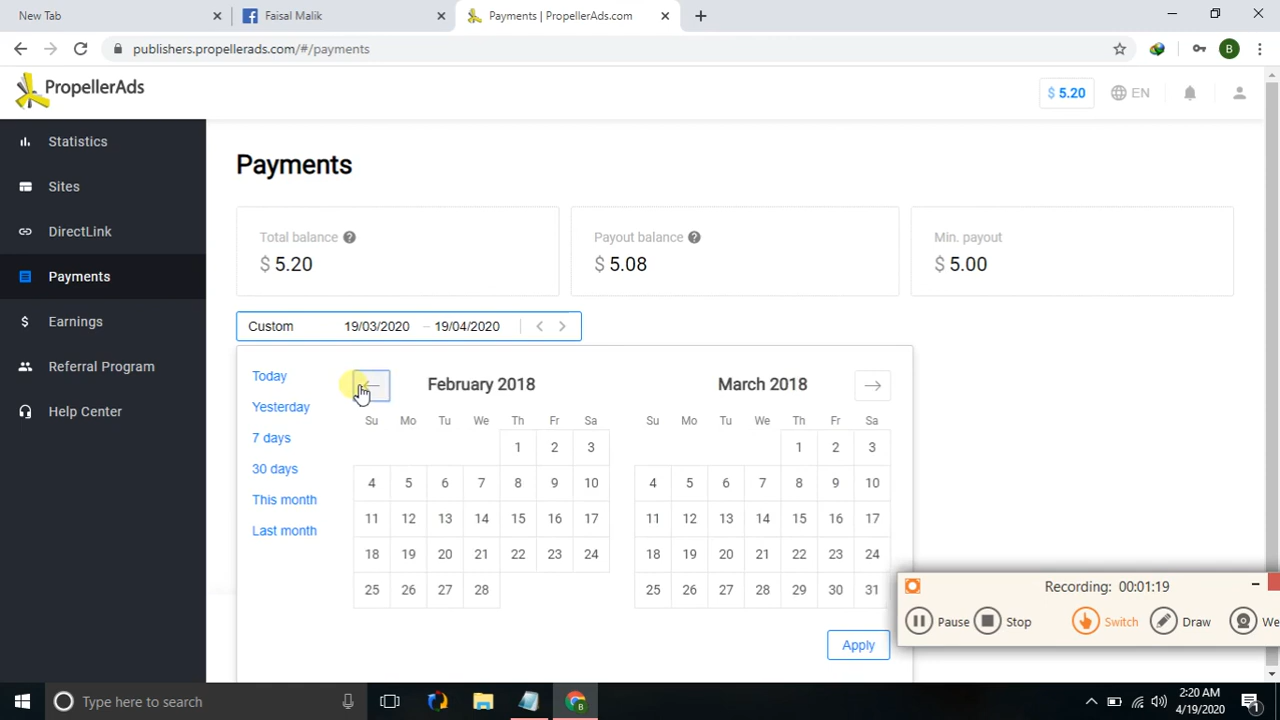 New Tab
Faisal Malik
Payments | PropellerAds.com
publishers.propellerads.com/#/payments
B
PropellerAds
$ 5.20
EN
Statistics
Sites
DirectLink
Payments
Earnings
Referral Program
Help Center
Payments
Total balance
$ 5.20
Payout balance
$ 5.08
Min. payout
$ 5.00
Custom 19/03/2020 – 19/04/2020
Today
Yesterday
7 days
30 days
This month
Last month
February 2018
Su Mo Tu We Th Fr Sa
1 2 3
4 5 6 7 8 9 10
11 12 13 14 15 16 17
18 19 20 21 22 23 24
25 26 27 28
March 2018
Su Mo Tu We Th Fr Sa
1 2 3
4 5 6 7 8 9 10
11 12 13 14 15 16 17
18 19 20 21 22 23 24
25 26 27 28 29 30 31
Apply
Recording: 00:01:19
Pause Stop Switch Draw We
Type here to search
2:20 AM
4/19/2020
1